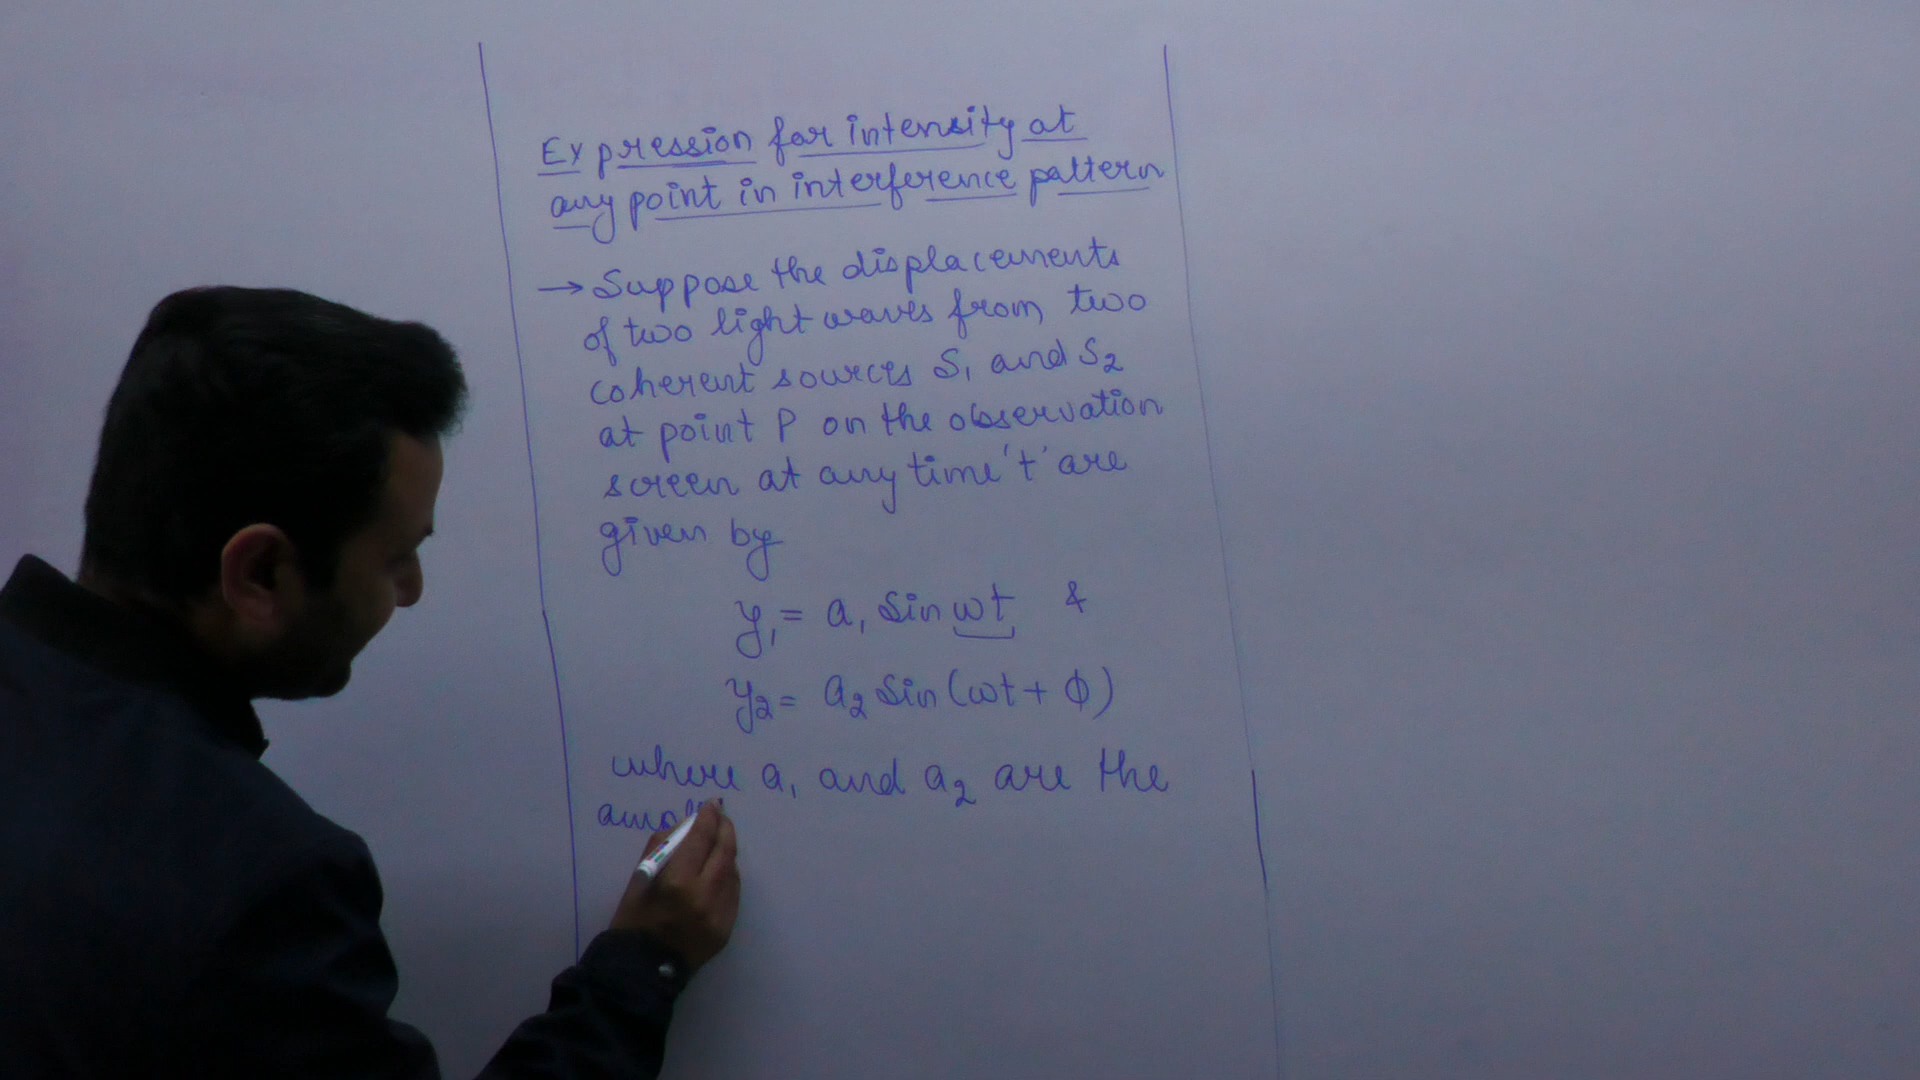 Expression for intensity at
any point in interference pattern
→ Suppose the displacements
of two light waves from two
coherent sources S₁ and S₂
at point P on the observation
screen at any time 't' are
given by
y₁ = a₁ sin ωt &
y₂ = a₂ sin (ωt + ϕ)
where a₁ and a₂ are the